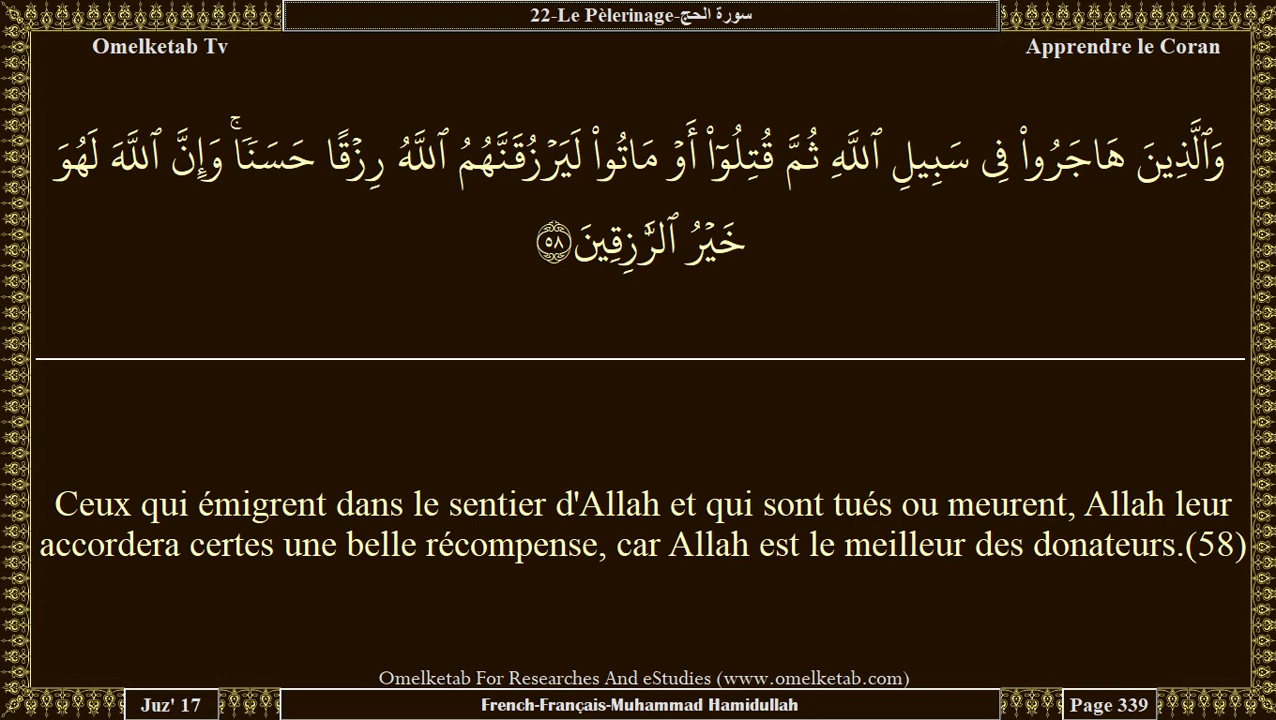 22-Le Pèlerinage-سورة الحج
Omelketab Tv
Apprendre le Coran
وَٱلَّذِينَ هَاجَرُوا۟ فِى سَبِيلِ ٱللَّهِ ثُمَّ قُتِلُوٓا۟ أَوْ مَاتُوا۟ لَيَرْزُقَنَّهُمُ ٱللَّهُ رِزْقًا حَسَنًا ۚ وَإِنَّ ٱللَّهَ لَهُوَ
خَيْرُ ٱلرَّٰزِقِينَ ٥٨
Ceux qui émigrent dans le sentier d'Allah et qui sont tués ou meurent, Allah leur
accordera certes une belle récompense, car Allah est le meilleur des donateurs.(58)
Omelketab For Researches And eStudies (www.omelketab.com)
Juz' 17
French-Français-Muhammad Hamidullah
Page 339